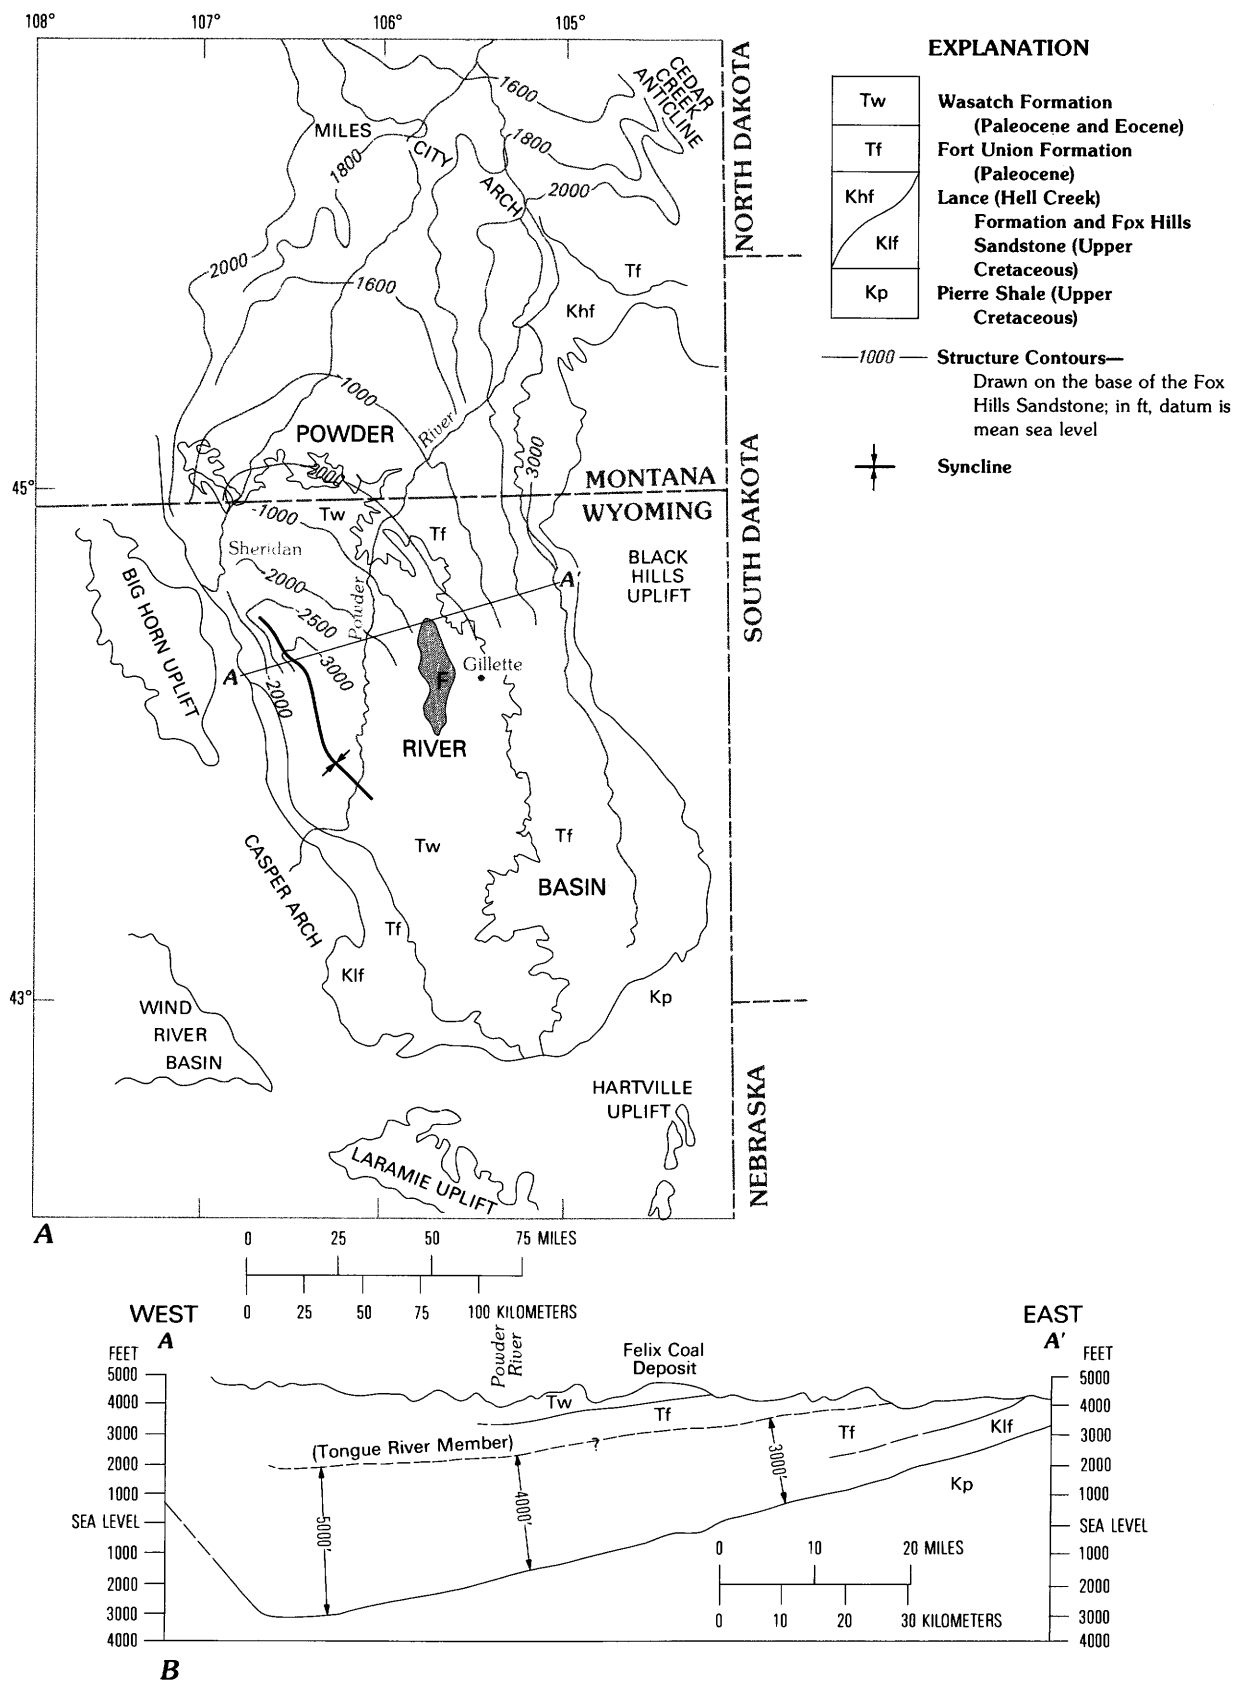 108°
107°
106°
105°
1600
CEDAR
CREEK
ANTICLINE
MILES
CITY
ARCH
1800
1800
2000
2000
1600
Tf
Khf
NORTH DAKOTA
1000
POWDER
River
3000
2000
45°
MONTANA
WYOMING
-1000
Tw
Tf
Sheridan
SOUTH DAKOTA
BLACK
HILLS
UPLIFT
-2000
A'
BIG HORN UPLIFT
-2500
Powder
-3000
A
-2000
F
Gillette
RIVER
Tw
Tf
BASIN
CASPER ARCH
Tf
Klf
43°
Kp
WIND
RIVER
BASIN
HARTVILLE
UPLIFT
NEBRASKA
LARAMIE UPLIFT
A
0 25 50 75 MILES
0 25 50 75 100 KILOMETERS
EXPLANATION
Tw
Wasatch Formation
(Paleocene and Eocene)
Tf
Fort Union Formation
(Paleocene)
Khf
Klf
Lance (Hell Creek)
Formation and Fox Hills
Sandstone (Upper
Cretaceous)
Kp
Pierre Shale (Upper
Cretaceous)
1000
Structure Contours—
Drawn on the base of the Fox
Hills Sandstone; in ft, datum is
mean sea level
Syncline
WEST
A
EAST
A'
FEET
5000
4000
3000
2000
1000
SEA LEVEL
1000
2000
3000
4000
Powder
River
Felix Coal
Deposit
Tw
Tf
(Tongue River Member)
?
Tf
Klf
Kp
5000'
4000'
3000'
0 10 20 MILES
0 10 20 30 KILOMETERS
FEET
5000
4000
3000
2000
1000
SEA LEVEL
1000
2000
3000
4000
B